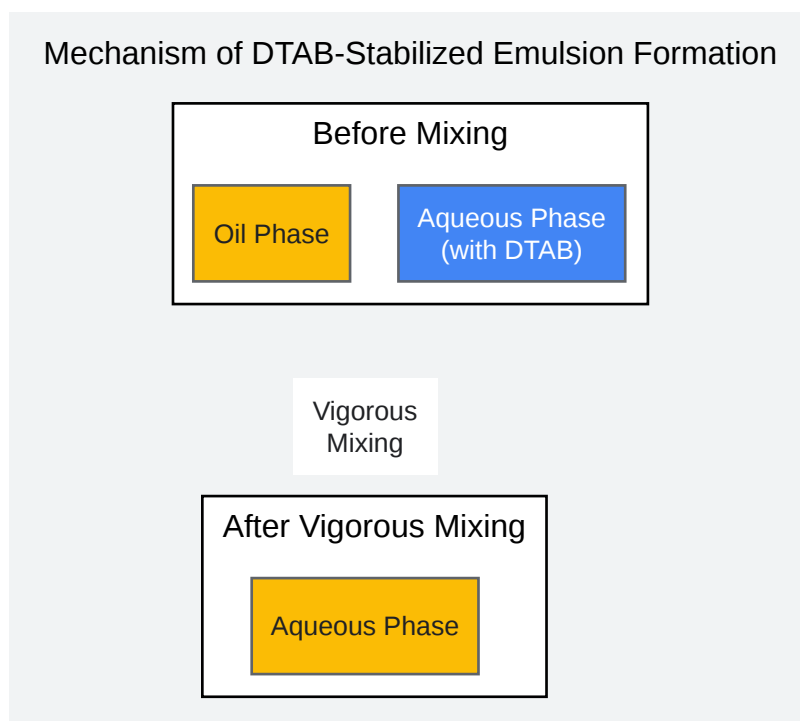 Mechanism of DTAB-Stabilized Emulsion Formation
Before Mixing
Oil Phase
Aqueous Phase
(with DTAB)
Vigorous
Mixing
After Vigorous Mixing
Aqueous Phase